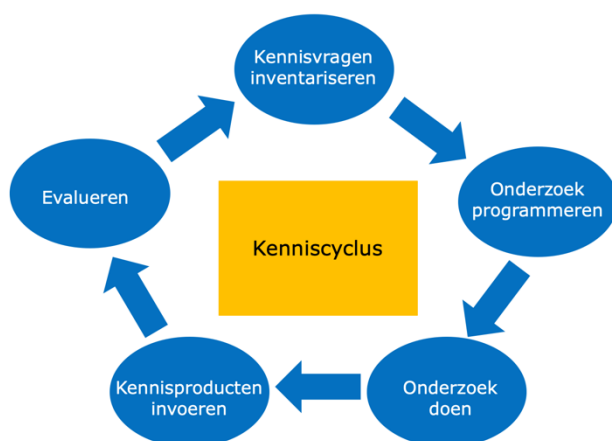 Kennisvragen
inventariseren
Onderzoek
programmeren
Onderzoek
doen
Kennisproducten
invoeren
Evalueren
Kenniscyclus